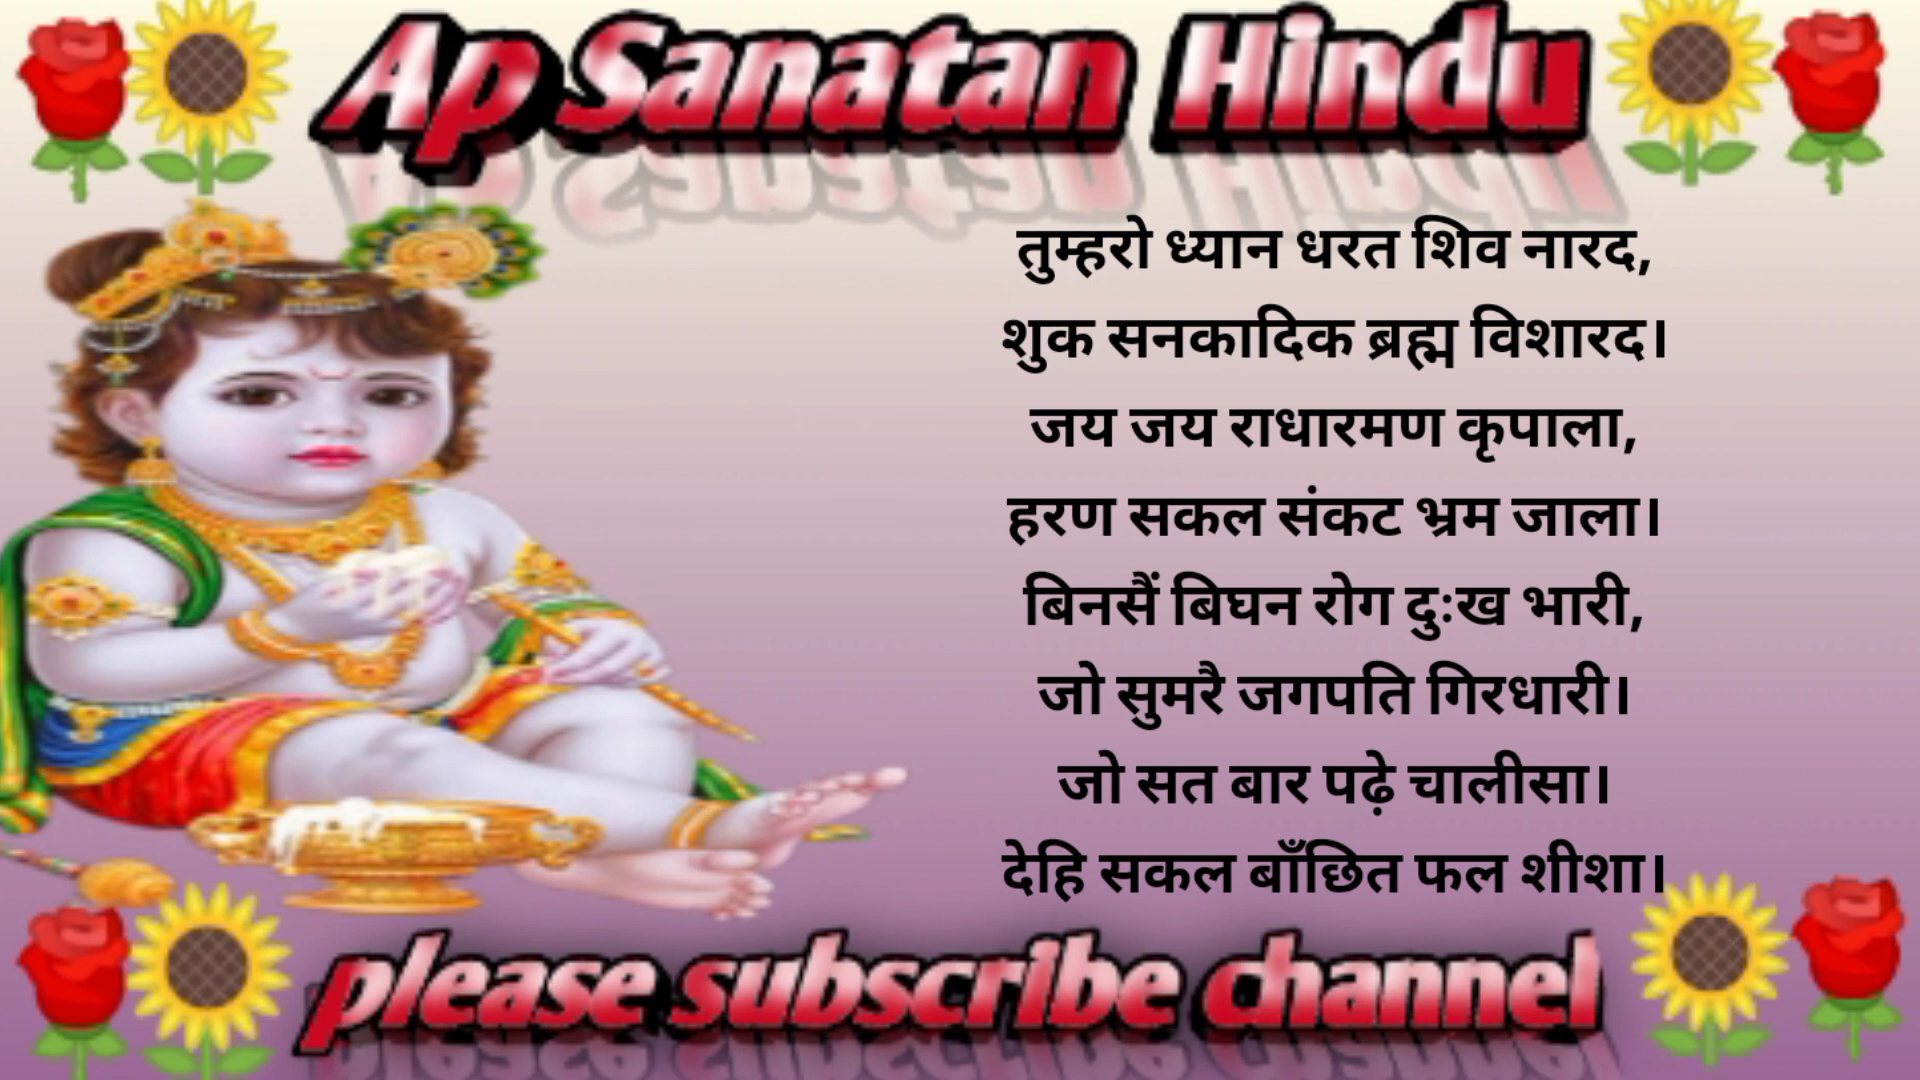 Ap Sanatan Hindu
तुम्हरो ध्यान धरत शिव नारद,
शुक सनकादिक ब्रह्म विशारद।
जय जय राधारमण कृपाला,
हरण सकल संकट भ्रम जाला।
बिनसैं बिघन रोग दुःख भारी,
जो सुमरै जगपति गिरधारी।
जो सत बार पढ़े चालीसा।
देहि सकल बाँछित फल शीशा।
please subscribe channel